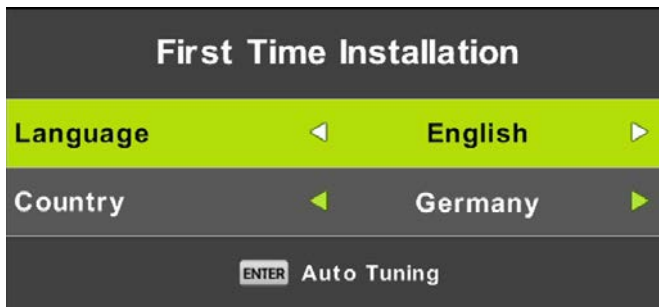 First Time Installation
Language English
Country Germany
ENTER Auto Tuning